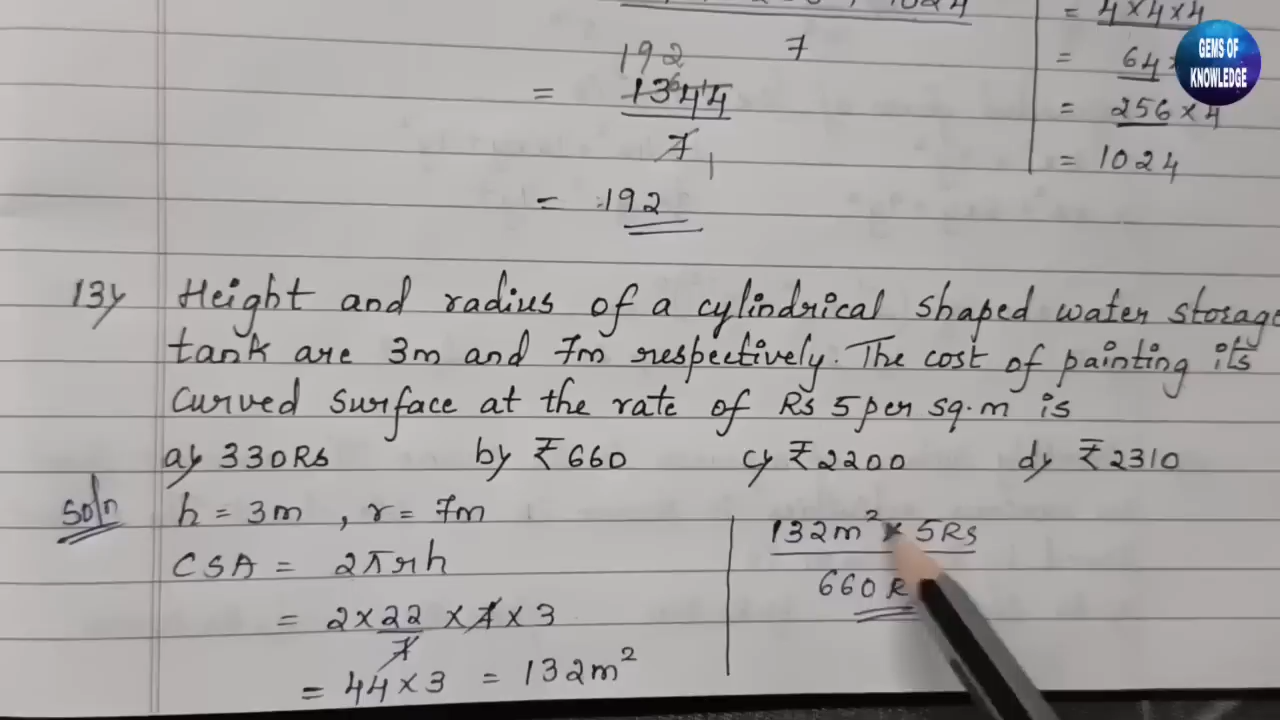 = 4×4×4
GEMS OF
KNOWLEDGE
7
= 64
192
= 1344
= 256 × 4
7 1
= 1024
= 192
13) Height and radius of a cylindrical shaped water storage
tank are 3m and 7m respectively. The cost of painting its
curved surface at the rate of Rs 5 per sq.m is
a) 330Rs b) ₹660 c) ₹2200 d) ₹2310
Soln
h = 3m , r = 7m
132m² × 5Rs
CSA = 2πrh
660R
= 2×22 ×7×3
7
= 44×3 = 132m²